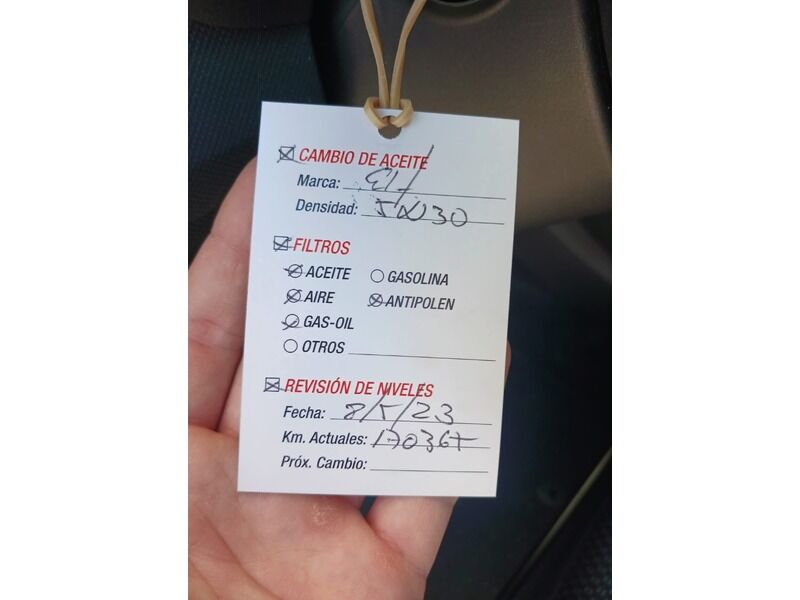 CAMBIO DE ACEITE
Marca: Elf
Densidad: 5W30
FILTROS
ACEITE GASOLINA
AIRE ANTIPOLEN
GAS-OIL
OTROS
REVISIÓN DE NIVELES
Fecha: 8/5/23
Km. Actuales:
Próx. Cambio: